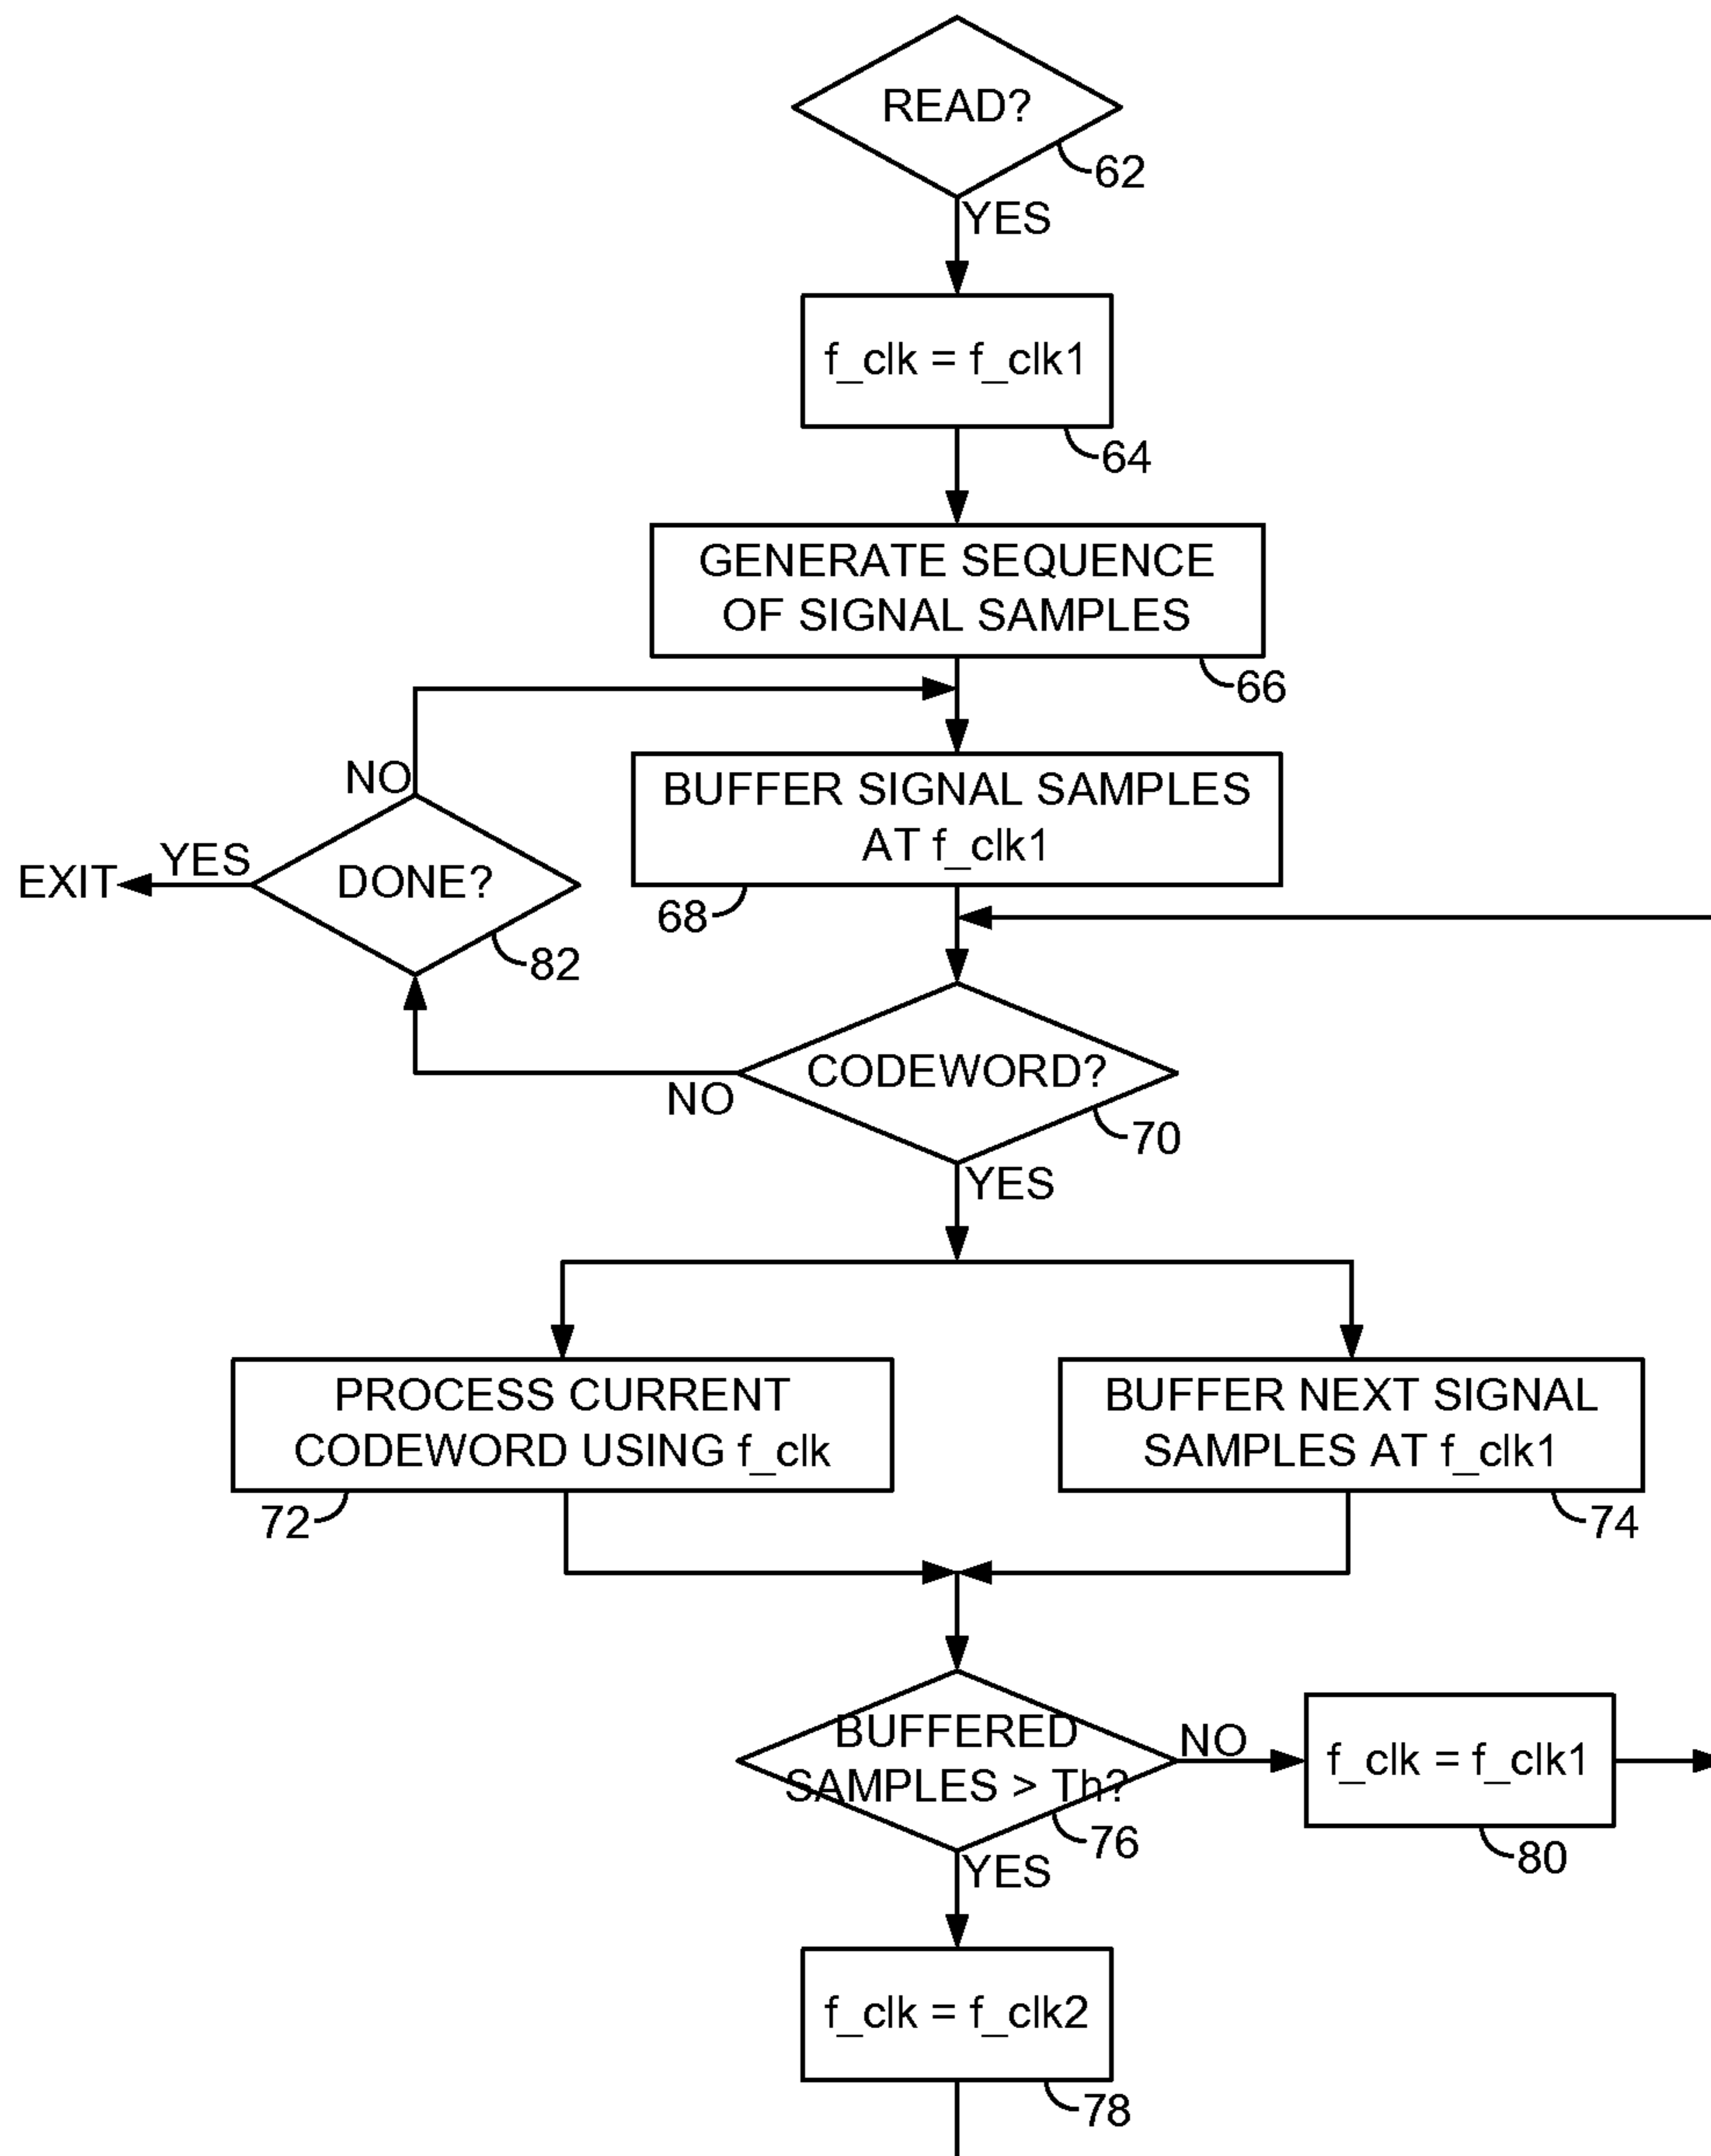 READ?
62
YES
f_clk = f_clk1
64
GENERATE SEQUENCE
OF SIGNAL SAMPLES
66
NO
BUFFER SIGNAL SAMPLES
AT f_clk1
68
EXIT
YES
DONE?
82
CODEWORD?
NO
70
YES
PROCESS CURRENT
CODEWORD USING f_clk
72
BUFFER NEXT SIGNAL
SAMPLES AT f_clk1
74
BUFFERED
SAMPLES > Th?
76
NO
f_clk = f_clk1
80
YES
f_clk = f_clk2
78